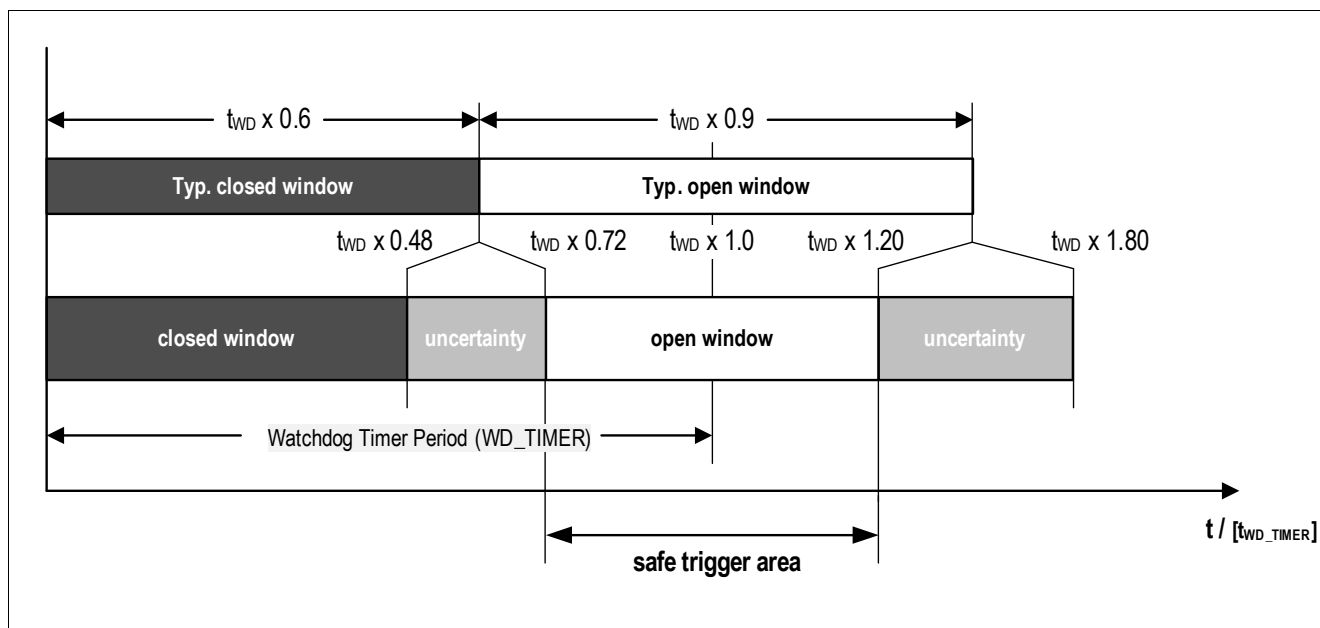 tWD x 0.6
tWD x 0.9
Typ. closed window
Typ. open window
tWD x 0.48
tWD x 0.72
tWD x 1.0
tWD x 1.20
tWD x 1.80
closed window
uncertainty
open window
uncertainty
Watchdog Timer Period (WD_TIMER)
t / [tWD_TIMER]
safe trigger area